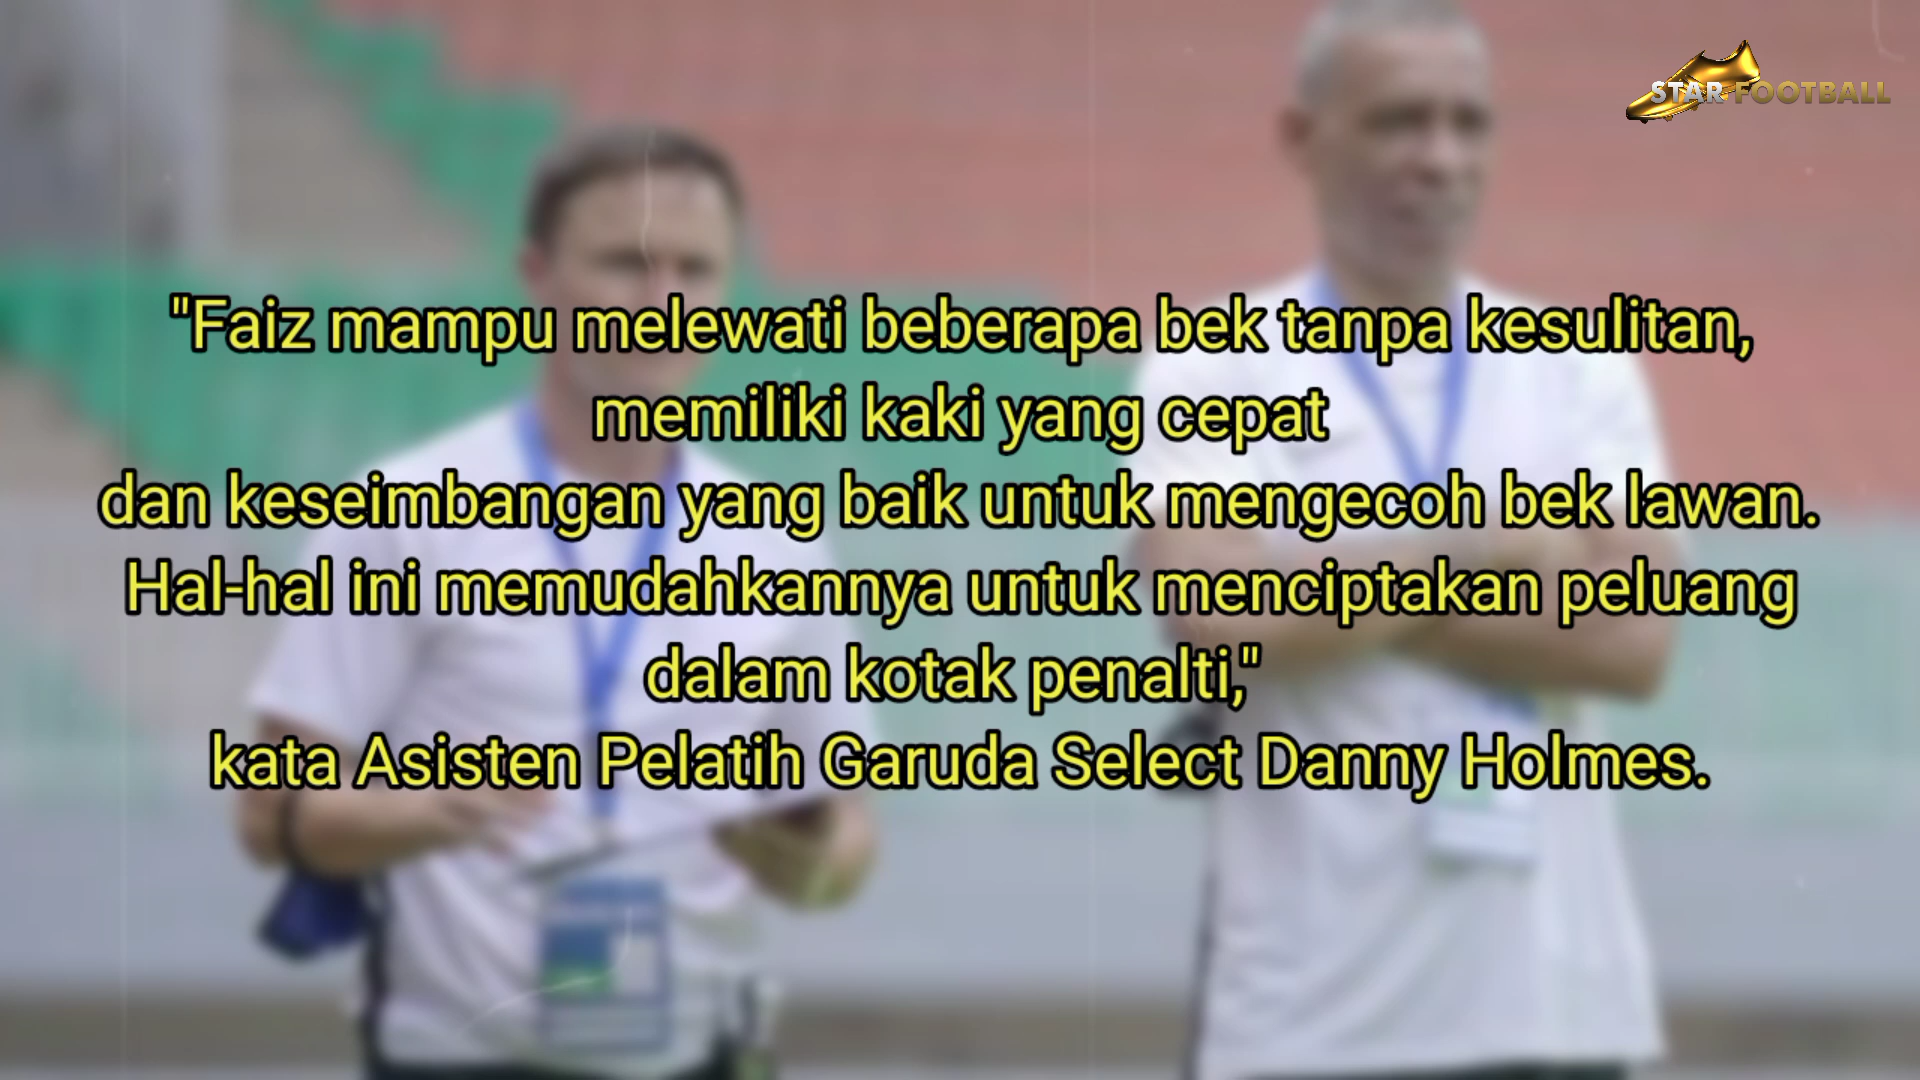 STAR FOOTBALL
"Faiz mampu melewati beberapa bek tanpa kesulitan,
memiliki kaki yang cepat
dan keseimbangan yang baik untuk mengecoh bek lawan.
Hal-hal ini memudahkannya untuk menciptakan peluang
dalam kotak penalti,"
kata Asisten Pelatih Garuda Select Danny Holmes.